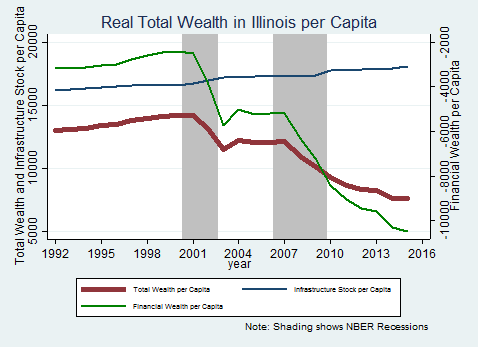 Real Total Wealth in Illinois per Capita
Total Wealth and Infrastructure Stock per Capita
20000
15000
10000
5000
-2000
-4000
-6000
-8000
-10000
Financial Wealth per Capita
1992 1995 1998 2001 2004 2007 2010 2013 2016
year
Total Wealth per Capita Infrastructure Stock per Capita
Financial Wealth per Capita
Note: Shading shows NBER Recessions